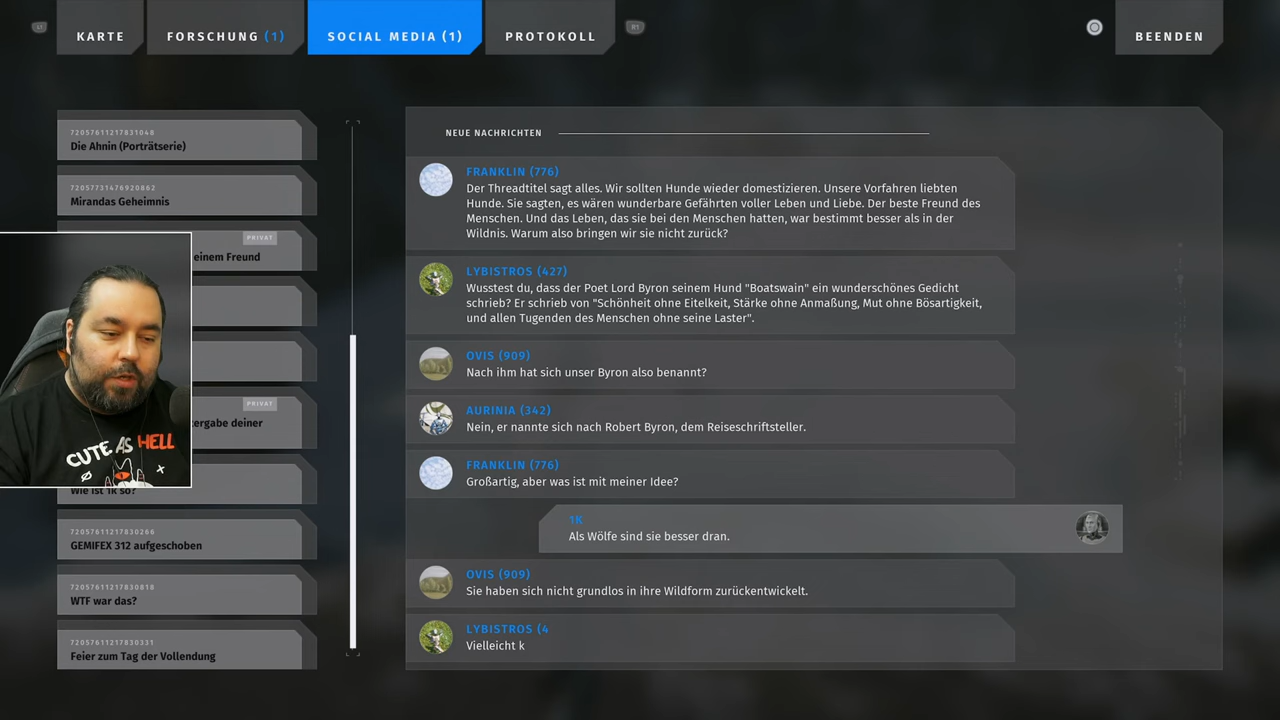 L1
KARTE
FORSCHUNG (1)
SOCIAL MEDIA (1)
PROTOKOLL
R1
BEENDEN
72057611217831048
Die Ahnin (Porträtserie)
72057731476920862
Mirandas Geheimnis
PRIVAT
einem Freund
PRIVAT
ergabe deiner
Wie ist 1k so?
72057611217830266
GEMIFEX 312 aufgeschoben
72057611217830818
WTF war das?
72057611217830331
Feier zum Tag der Vollendung
CUTE AS HELL
NEUE NACHRICHTEN
FRANKLIN (776)
Der Threadtitel sagt alles. Wir sollten Hunde wieder domestizieren. Unsere Vorfahren liebten
Hunde. Sie sagten, es wären wunderbare Gefährten voller Leben und Liebe. Der beste Freund des
Menschen. Und das Leben, das sie bei den Menschen hatten, war bestimmt besser als in der
Wildnis. Warum also bringen wir sie nicht zurück?
LYBISTROS (427)
Wusstest du, dass der Poet Lord Byron seinem Hund "Boatswain" ein wunderschönes Gedicht
schrieb? Er schrieb von "Schönheit ohne Eitelkeit, Stärke ohne Anmaßung, Mut ohne Bösartigkeit,
und allen Tugenden des Menschen ohne seine Laster".
OVIS (909)
Nach ihm hat sich unser Byron also benannt?
AURINIA (342)
Nein, er nannte sich nach Robert Byron, dem Reiseschriftsteller.
FRANKLIN (776)
Großartig, aber was ist mit meiner Idee?
1K
Als Wölfe sind sie besser dran.
OVIS (909)
Sie haben sich nicht grundlos in ihre Wildform zurückentwickelt.
LYBISTROS (4
Vielleicht k